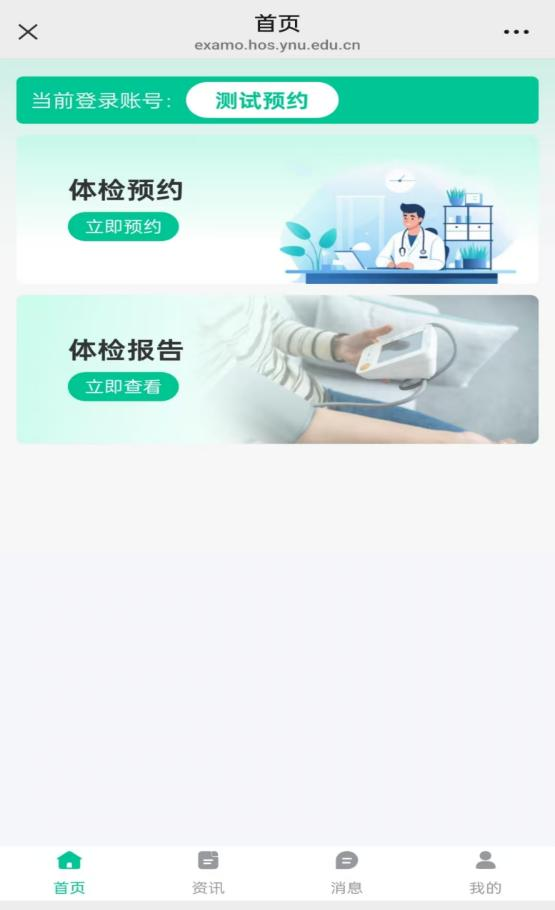 首页
examo.hos.ynu.edu.cn
当前登录账号： 测试预约
体检预约
立即预约
体检报告
立即查看
首页 资讯 消息 我的